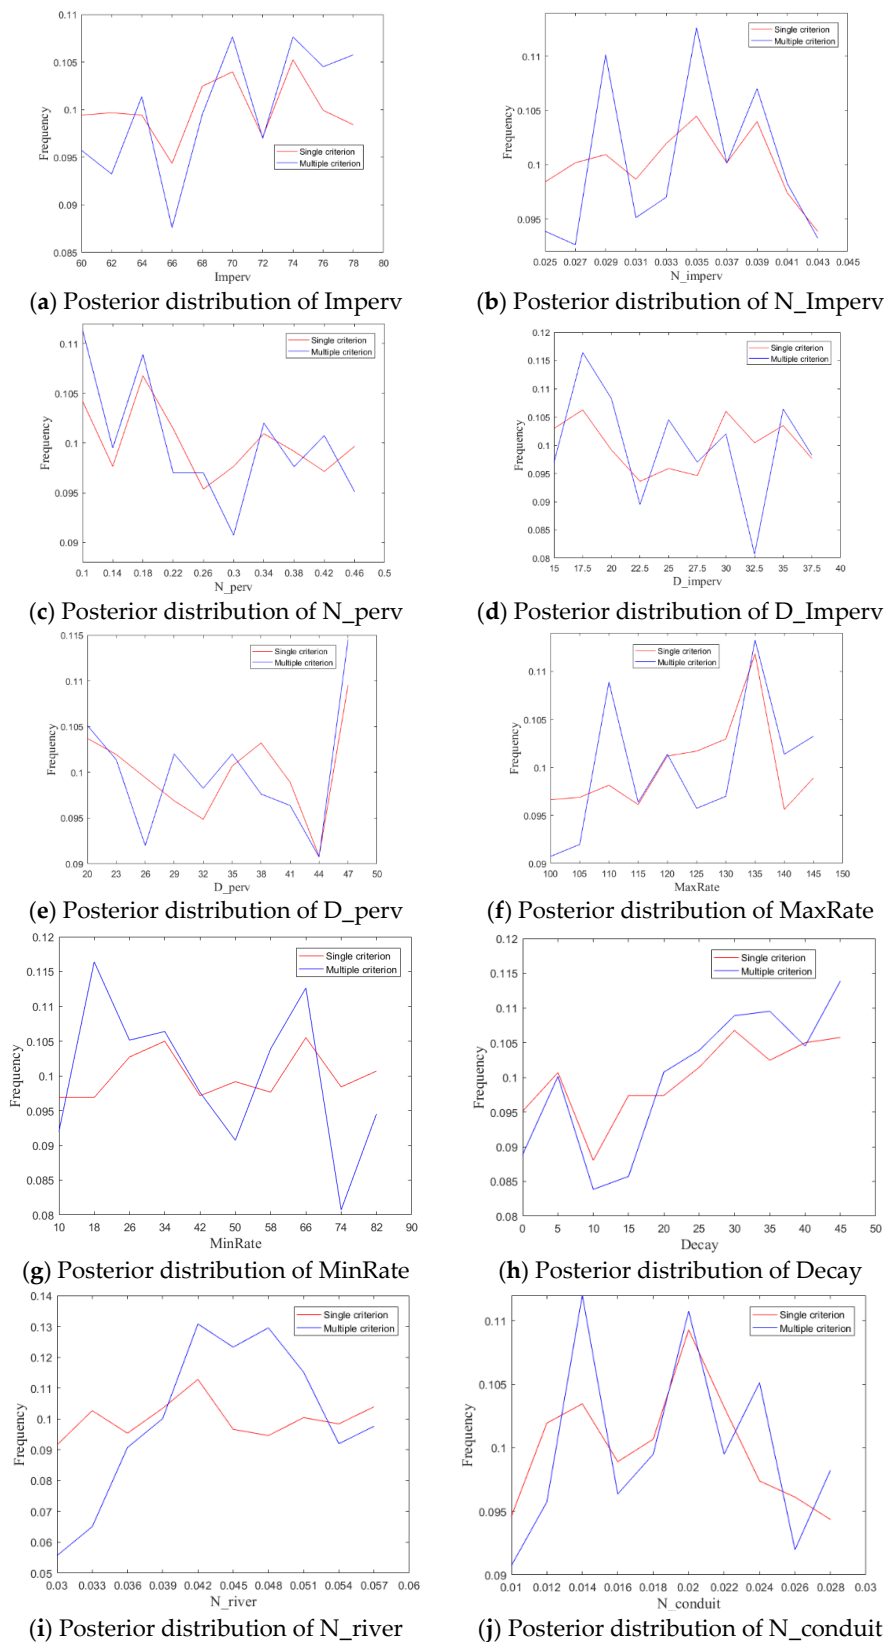 0.11
0.105
0.1
0.095
0.09
0.085
Frequency
Single criterion
Multiple criterion
60 62 64 66 68 70 72 74 76 78 80
Imperv
0.11
0.105
0.1
0.095
Frequency
Single criterion
Multiple criterion
0.025 0.027 0.029 0.031 0.033 0.035 0.037 0.039 0.041 0.043 0.045
N_imperv
(a) Posterior distribution of Imperv
(b) Posterior distribution of N_Imperv
0.11
0.105
0.1
0.095
0.09
Frequency
Single criterion
Multiple criterion
0.1 0.14 0.18 0.22 0.26 0.3 0.34 0.38 0.42 0.46 0.5
N_perv
0.12
0.115
0.11
0.105
0.1
0.095
0.09
0.085
0.08
Frequency
Single criterion
Multiple criterion
15 17.5 20 22.5 25 27.5 30 32.5 35 37.5 40
D_imperv
(c) Posterior distribution of N_perv
(d) Posterior distribution of D_Imperv
0.115
0.11
0.105
0.1
0.095
0.09
Frequency
Single criterion
Multiple criterion
20 23 26 29 32 35 38 41 44 47 50
D_perv
0.11
0.105
0.1
0.095
0.09
Frequency
Single criterion
Multiple criterion
100 105 110 115 120 125 130 135 140 145 150
MaxRate
(e) Posterior distribution of D_perv
(f) Posterior distribution of MaxRate
0.12
0.115
0.11
0.105
0.1
0.095
0.09
0.085
0.08
Frequency
Single criterion
Multiple criterion
10 18 26 34 42 50 58 66 74 82 90
MinRate
0.12
0.115
0.11
0.105
0.1
0.095
0.09
0.085
0.08
Frequency
Single criterion
Multiple criterion
0 5 10 15 20 25 30 35 40 45 50
Decay
(g) Posterior distribution of MinRate
(h) Posterior distribution of Decay
0.14
0.13
0.12
0.11
0.1
0.09
0.08
0.07
0.06
0.05
Frequency
Single criterion
Multiple criterion
0.03 0.033 0.036 0.039 0.042 0.045 0.048 0.051 0.054 0.057 0.06
N_river
0.11
0.105
0.1
0.095
0.09
Frequency
Single criterion
Multiple criterion
0.01 0.012 0.014 0.016 0.018 0.02 0.022 0.024 0.026 0.028 0.03
N_conduit
(i) Posterior distribution of N_river
(j) Posterior distribution of N_conduit